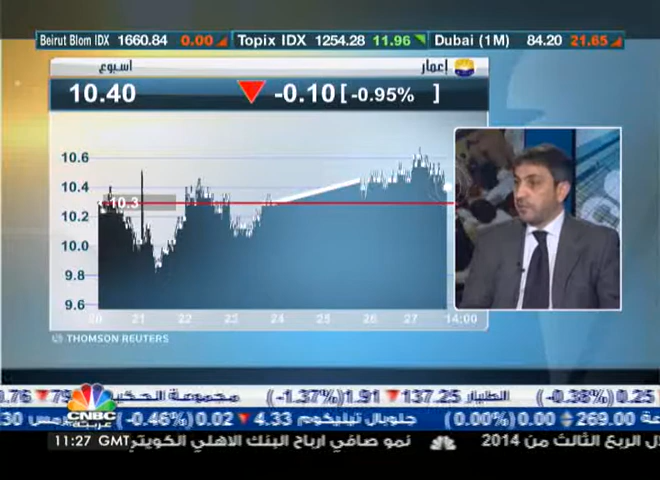 Beirut Blom IDX 1660.84 0.00 Topix IDX 1254.28 11.96 Dubai (1M) 84.20 21.65
اسبوع إعمار
10.40 -0.10 [ -0.95% ]
10.6
10.4
10.3
10.2
10.0
9.8
9.6
20 21 22 23 24 25 26 27 14:00
THOMSON REUTERS
0.25 (-0.38%) الطيار 137.25 1.91 (-1.37%) 0.76
CNBC
عربية
269.00 0.00 (0.00%) جلوبال تيليكوم 4.33 0.02 (-0.46%)
11:27 GMT
نمو صافي ارباح البنك الاهلي الكويتي الربع الثالث من 2014